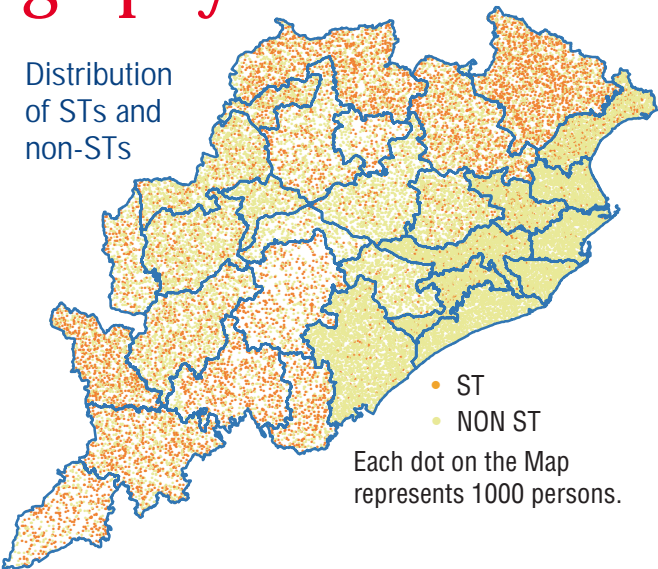 Distribution
of STs and
non-STs
ST
NON ST
Each dot on the Map
represents 1000 persons.